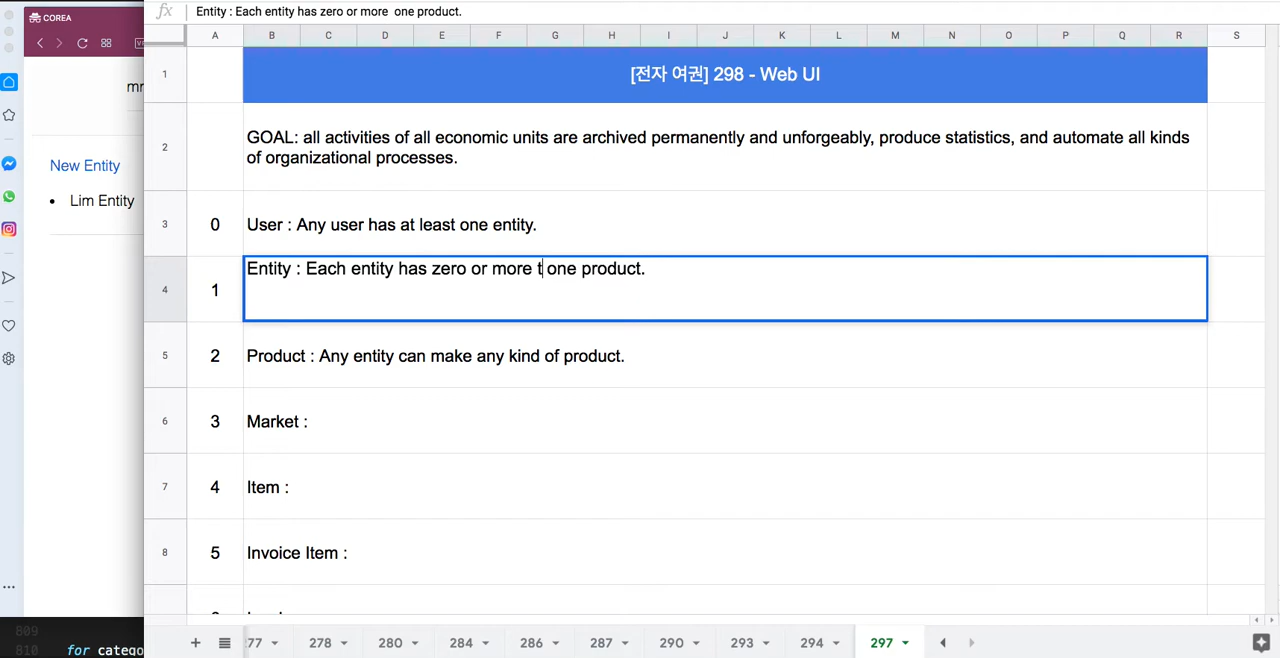 COREA
Entity : Each entity has zero or more  one product.
A B C D E F G H I J K L M N O P Q R S
1 [전자 여권] 298 - Web UI
2 GOAL: all activities of all economic units are archived permanently and unforgeably, produce statistics, and automate all kinds
of organizational processes.
New Entity
• Lim Entity
3 0 User : Any user has at least one entity.
4 1 Entity : Each entity has zero or more t one product.
5 2 Product : Any entity can make any kind of product.
6 3 Market :
7 4 Item :
8 5 Invoice Item :
809
810 for catego
77 278 280 284 286 287 290 293 294 297